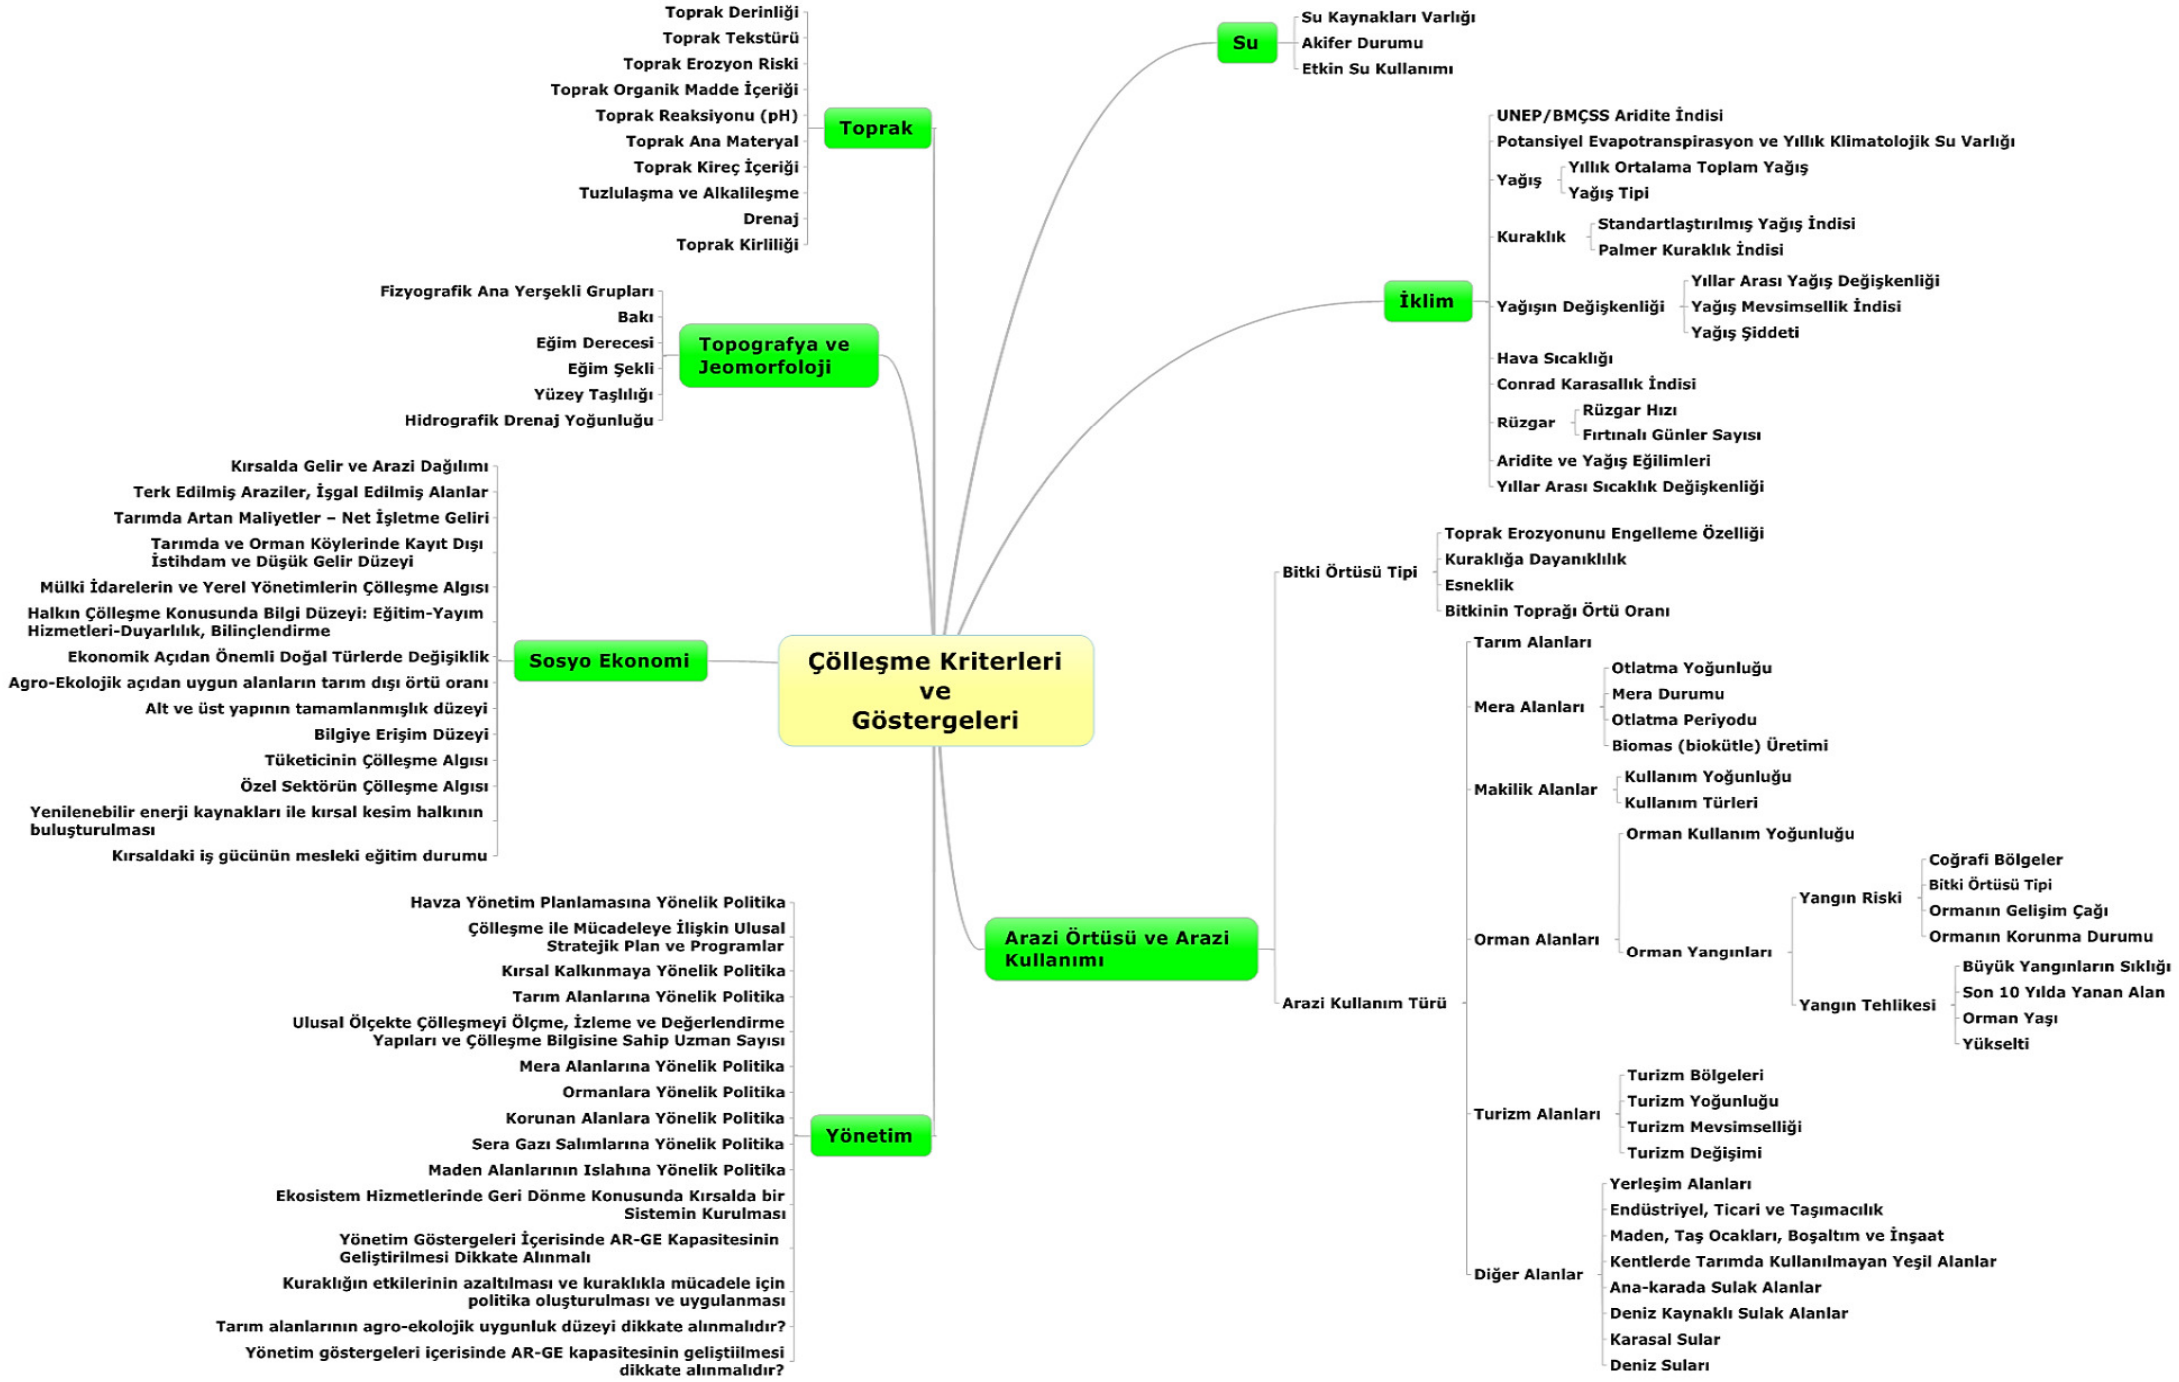 Çölleşme Kriterleri
ve
Göstergeleri
Toprak
Toprak Derinliği
Toprak Tekstürü
Toprak Erozyon Riski
Toprak Organik Madde İçeriği
Toprak Reaksiyonu (pH)
Toprak Ana Materyal
Toprak Kireç İçeriği
Tuzlulaşma ve Alkalileşme
Drenaj
Toprak Kirliliği
Topografya ve
Jeomorfoloji
Fizyografik Ana Yerşekli Grupları
Bakı
Eğim Derecesi
Eğim Şekli
Yüzey Taşlılığı
Hidrografik Drenaj Yoğunluğu
Sosyo Ekonomi
Kırsalda Gelir ve Arazi Dağılımı
Terk Edilmiş Araziler, İşgal Edilmiş Alanlar
Tarımda Artan Maliyetler – Net İşletme Geliri
Tarımda ve Orman Köylerinde Kayıt Dışı
İstihdam ve Düşük Gelir Düzeyi
Mülki İdarelerin ve Yerel Yönetimlerin Çölleşme Algısı
Halkın Çölleşme Konusunda Bilgi Düzeyi: Eğitim-Yayım
Hizmetleri-Duyarlılık, Bilinçlendirme
Ekonomik Açıdan Önemli Doğal Türlerde Değişiklik
Agro-Ekolojik açıdan uygun alanların tarım dışı örtü oranı
Alt ve üst yapının tamamlanmışlık düzeyi
Bilgiye Erişim Düzeyi
Tüketicinin Çölleşme Algısı
Özel Sektörün Çölleşme Algısı
Yenilenebilir enerji kaynakları ile kırsal kesim halkının
buluşturulması
Kırsaldaki iş gücünün mesleki eğitim durumu
Yönetim
Havza Yönetim Planlamasına Yönelik Politika
Çölleşme ile Mücadeleye İlişkin Ulusal
Stratejik Plan ve Programlar
Kırsal Kalkınmaya Yönelik Politika
Tarım Alanlarına Yönelik Politika
Ulusal Ölçekte Çölleşmeyi Ölçme, İzleme ve Değerlendirme
Yapıları ve Çölleşme Bilgisine Sahip Uzman Sayısı
Mera Alanlarına Yönelik Politika
Ormanlara Yönelik Politika
Korunan Alanlara Yönelik Politika
Sera Gazı Salımlarına Yönelik Politika
Maden Alanlarının Islahına Yönelik Politika
Ekosistem Hizmetlerinde Geri Dönme Konusunda Kırsalda bir
Sistemin Kurulması
Yönetim Göstergeleri İçerisinde AR-GE Kapasitesinin
Geliştirilmesi Dikkate Alınmalı
Kuraklığın etkilerinin azaltılması ve kuraklıkla mücadele için
politika oluşturulması ve uygulanması
Tarım alanlarının agro-ekolojik uygunluk düzeyi dikkate alınmalıdır?
Yönetim göstergeleri içerisinde AR-GE kapasitesinin geliştiilmesi
dikkate alınmalıdır?
Su
Su Kaynakları Varlığı
Akifer Durumu
Etkin Su Kullanımı
İklim
UNEP/BMÇSS Aridite İndisi
Potansiyel Evapotranspirasyon ve Yıllık Klimatolojik Su Varlığı
Yağış
Yıllık Ortalama Toplam Yağış
Yağış Tipi
Kuraklık
Standartlaştırılmış Yağış İndisi
Palmer Kuraklık İndisi
Yağışın Değişkenliği
Yıllar Arası Yağış Değişkenliği
Yağış Mevsimsellik İndisi
Yağış Şiddeti
Hava Sıcaklığı
Conrad Karasallık İndisi
Rüzgar
Rüzgar Hızı
Fırtınalı Günler Sayısı
Aridite ve Yağış Eğilimleri
Yıllar Arası Sıcaklık Değişkenliği
Arazi Örtüsü ve Arazi
Kullanımı
Bitki Örtüsü Tipi
Toprak Erozyonunu Engelleme Özelliği
Kuraklığa Dayanıklılık
Esneklik
Bitkinin Toprağı Örtü Oranı
Arazi Kullanım Türü
Tarım Alanları
Mera Alanları
Otlatma Yoğunluğu
Mera Durumu
Otlatma Periyodu
Biomas (biokütle) Üretimi
Makilik Alanlar
Kullanım Yoğunluğu
Kullanım Türleri
Orman Alanları
Orman Kullanım Yoğunluğu
Orman Yangınları
Yangın Riski
Coğrafi Bölgeler
Bitki Örtüsü Tipi
Ormanın Gelişim Çağı
Ormanın Korunma Durumu
Yangın Tehlikesi
Büyük Yangınların Sıklığı
Son 10 Yılda Yanan Alan
Orman Yaşı
Yükselti
Turizm Alanları
Turizm Bölgeleri
Turizm Yoğunluğu
Turizm Mevsimselliği
Turizm Değişimi
Diğer Alanlar
Yerleşim Alanları
Endüstriyel, Ticari ve Taşımacılık
Maden, Taş Ocakları, Boşaltım ve İnşaat
Kentlerde Tarımda Kullanılmayan Yeşil Alanlar
Ana-karada Sulak Alanlar
Deniz Kaynaklı Sulak Alanlar
Karasal Sular
Deniz Suları